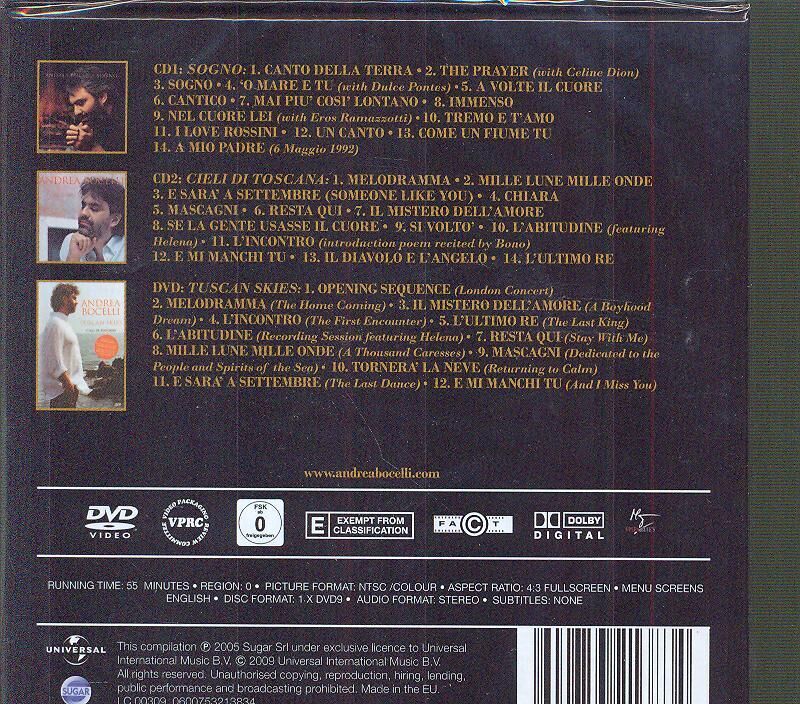 CD1: SOGNO: 1. CANTO DELLA TERRA • 2. THE PRAYER (with Celine Dion)
3. SOGNO • 4. 'O MARE E TU (with Dulce Pontes) • 5. A VOLTE IL CUORE
6. CANTICO • 7. MAI PIU' COSI' LONTANO • 8. IMMENSO
9. NEL CUORE LEI (with Eros Ramazzotti) • 10. TREMO E T'AMO
11. I LOVE ROSSINI • 12. UN CANTO • 13. COME UN FIUME TU
14. A MIO PADRE (6 Maggio 1992)
CD2: CIELI DI TOSCANA: 1. MELODRAMMA • 2. MILLE LUNE MILLE ONDE
3. E SARA' A SETTEMBRE (SOMEONE LIKE YOU) • 4. CHIARA
5. MASCAGNI • 6. RESTA QUI • 7. IL MISTERO DELL'AMORE
8. SE LA GENTE USASSE IL CUORE • 9. SI VOLTO' • 10. L'ABITUDINE (featuring
Helena) • 11. L'INCONTRO (introduction poem recited by Bono)
12. E MI MANCHI TU • 13. IL DIAVOLO E L'ANGELO • 14. L'ULTIMO RE
ANDREA
BOCELLI
DVD: TUSCAN SKIES: 1. OPENING SEQUENCE (London Concert)
2. MELODRAMMA (The Home Coming) • 3. IL MISTERO DELL'AMORE (A Boyhood
Dream) • 4. L'INCONTRO (The First Encounter) • 5. L'ULTIMO RE (The Last King)
6. L'ABITUDINE (Recording Session featuring Helena) • 7. RESTA QUI (Stay With Me)
8. MILLE LUNE MILLE ONDE (A Thousand Caresses) • 9. MASCAGNI (Dedicated to the
People and Spirits of the Sea) • 10. TORNERA' LA NEVE (Returning to Calm)
11. E SARA' A SETTEMBRE (The Last Dance) • 12. E MI MANCHI TU (And I Miss You)
www.andreabocelli.com
DVD VIDEO
VIDEO PACKAGING REVIEW COMMITTEE VPRC
FSK ab 0 freigegeben
E EXEMPT FROM CLASSIFICATION
FACT
DOLBY DIGITAL
RUNNING TIME: 55 MINUTES • REGION: 0 • PICTURE FORMAT: NTSC /COLOUR • ASPECT RATIO: 4:3 FULLSCREEN • MENU SCREENS
ENGLISH • DISC FORMAT: 1.X DVD9 • AUDIO FORMAT: STEREO • SUBTITLES: NONE
UNIVERSAL
SUGAR
This compilation ℗ 2005 Sugar Srl under exclusive licence to Universal
International Music B.V. © 2009 Universal International Music B.V.
All rights reserved. Unauthorised copying, reproduction, hiring, lending,
public performance and broadcasting prohibited. Made in the EU.
LC 00309 0600753213834